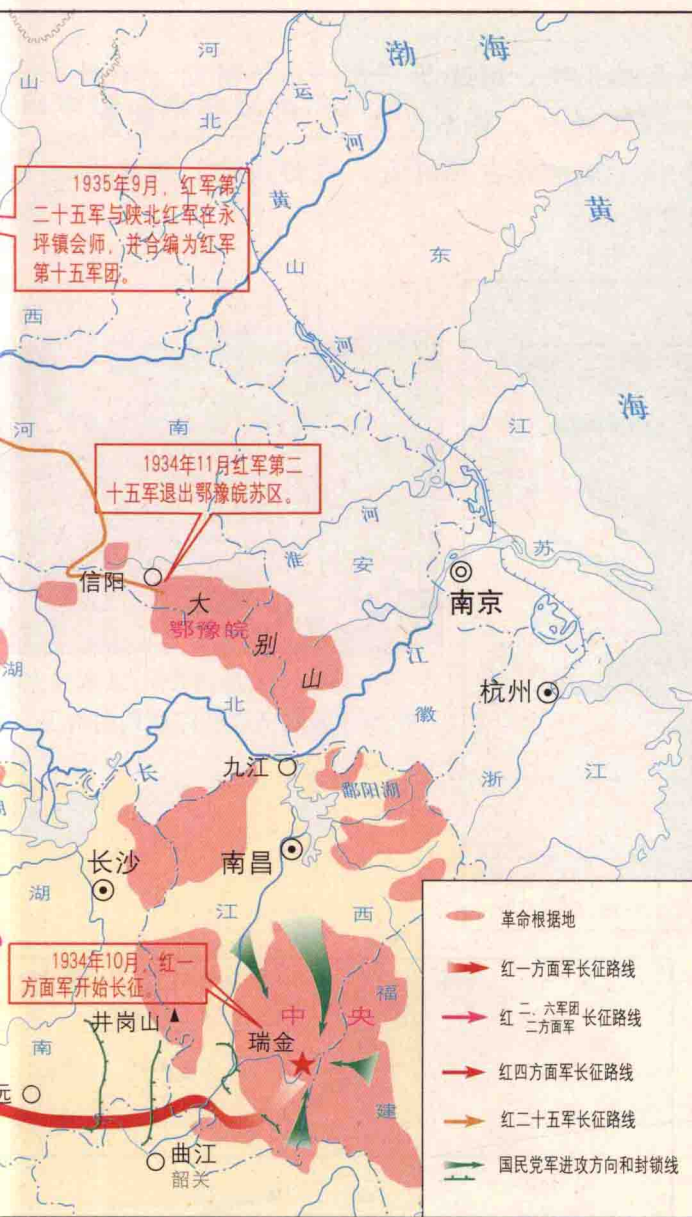 渤海
河
山
北
运
河
黄
黄
1935年9月，红军第
二十五军与陕北红军在永
坪镇会师，并合编为红军
第十五军团。
山
东
西
河
海
河
南
江
1934年11月红军第二
十五军退出鄂豫皖苏区。
河
淮
安
苏
信阳
南京
大
鄂豫皖
别
山
湖
北
江
徽
杭州
长
九江
浙
江
鄱阳湖
湖
长沙
南昌
湖
江
西
1934年10月，红一
方面军开始长征。
福
中央
井冈山
瑞金
南
远
建
曲江
韶关
革命根据地
红一方面军长征路线
红二、六军团二方面军长征路线
红四方面军长征路线
红二十五军长征路线
国民党军进攻方向和封锁线